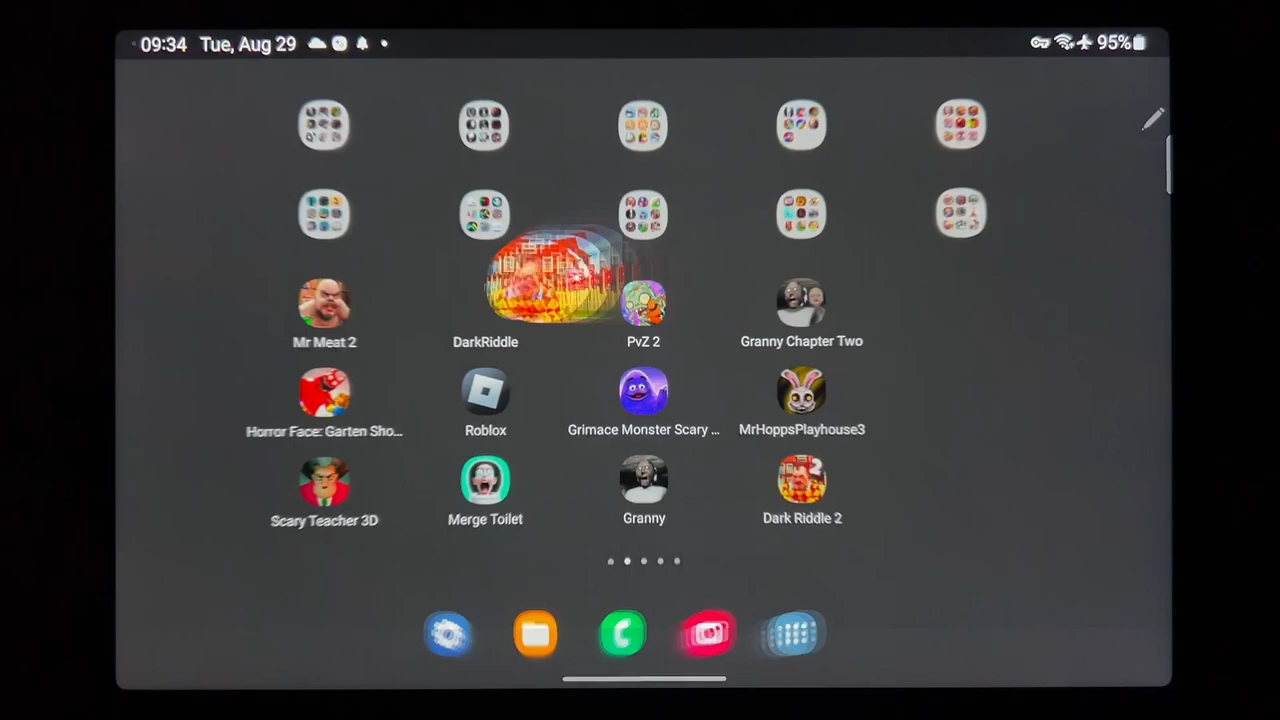 09:34 Tue, Aug 29
95%
Mr Meat 2
DarkRiddle
PvZ 2
Granny Chapter Two
Horror Face: Garten Sho...
Roblox
Grimace Monster Scary ...
MrHoppsPlayhouse3
Scary Teacher 3D
Merge Toilet
Granny
2
Dark Riddle 2